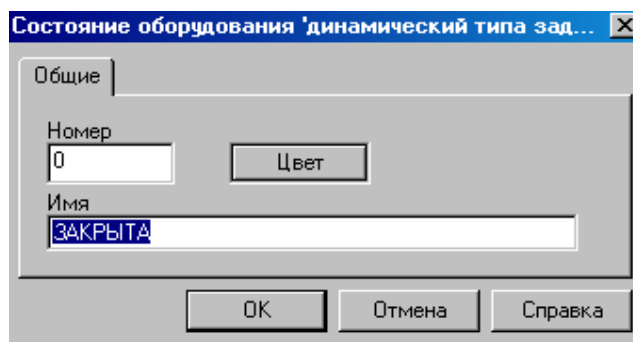 Состояние оборудования 'динамический типа зад...
Общие
Номер
0
Цвет
Имя
ЗАКРЫТА
OK Отмена Справка